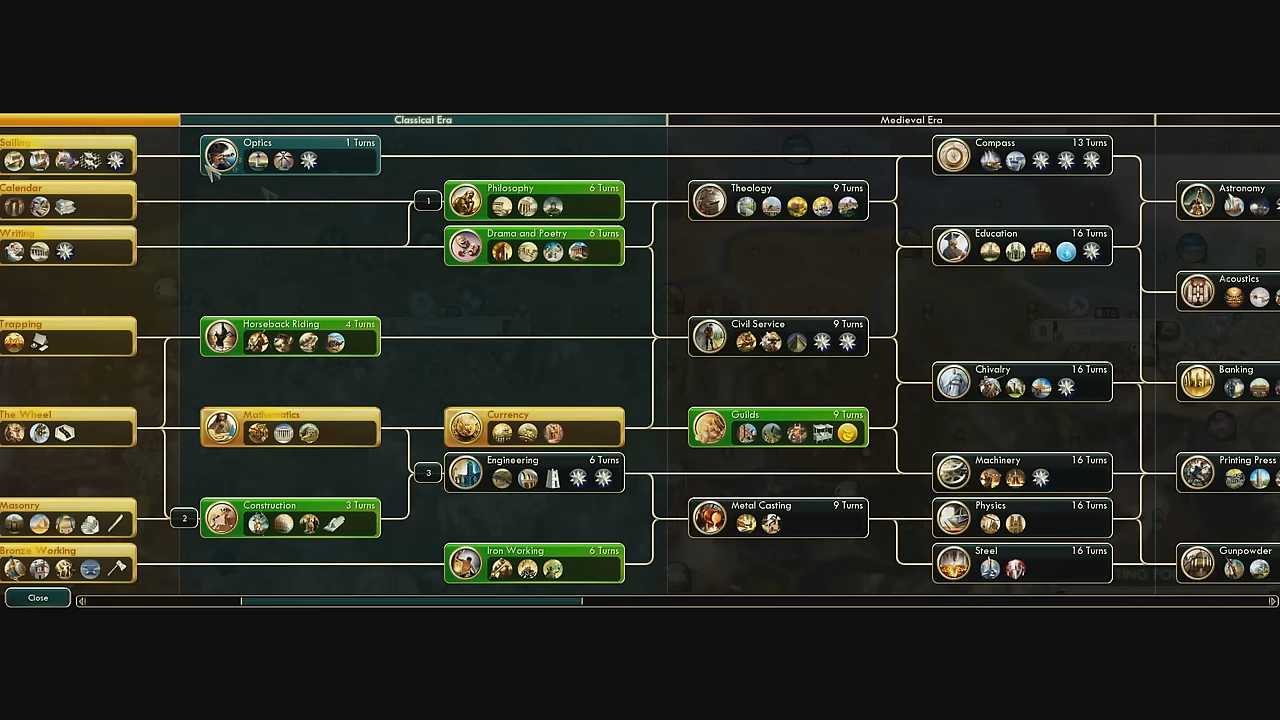 Classical Era
Medieval Era
Sailing
Optics 1 Turns
Compass 13 Turns
Calendar
1
Philosophy 6 Turns
Theology 9 Turns
Astronomy
Writing
Drama and Poetry 6 Turns
Education 16 Turns
Acoustics
Trapping
Horseback Riding 4 Turns
Civil Service 9 Turns
Chivalry 16 Turns
Banking
The Wheel
Mathematics
Currency
Guilds 9 Turns
3
Engineering 6 Turns
Machinery 16 Turns
Printing Press
Masonry
2
Construction 3 Turns
Metal Casting 9 Turns
Physics 16 Turns
Bronze Working
Iron Working 6 Turns
Steel 16 Turns
Gunpowder
Close